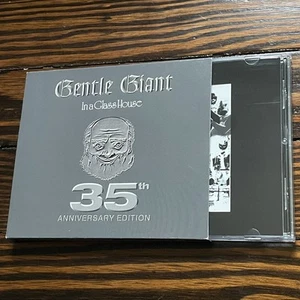 Gentle Giant
In a Glass House
35th
ANNIVERSARY EDITION